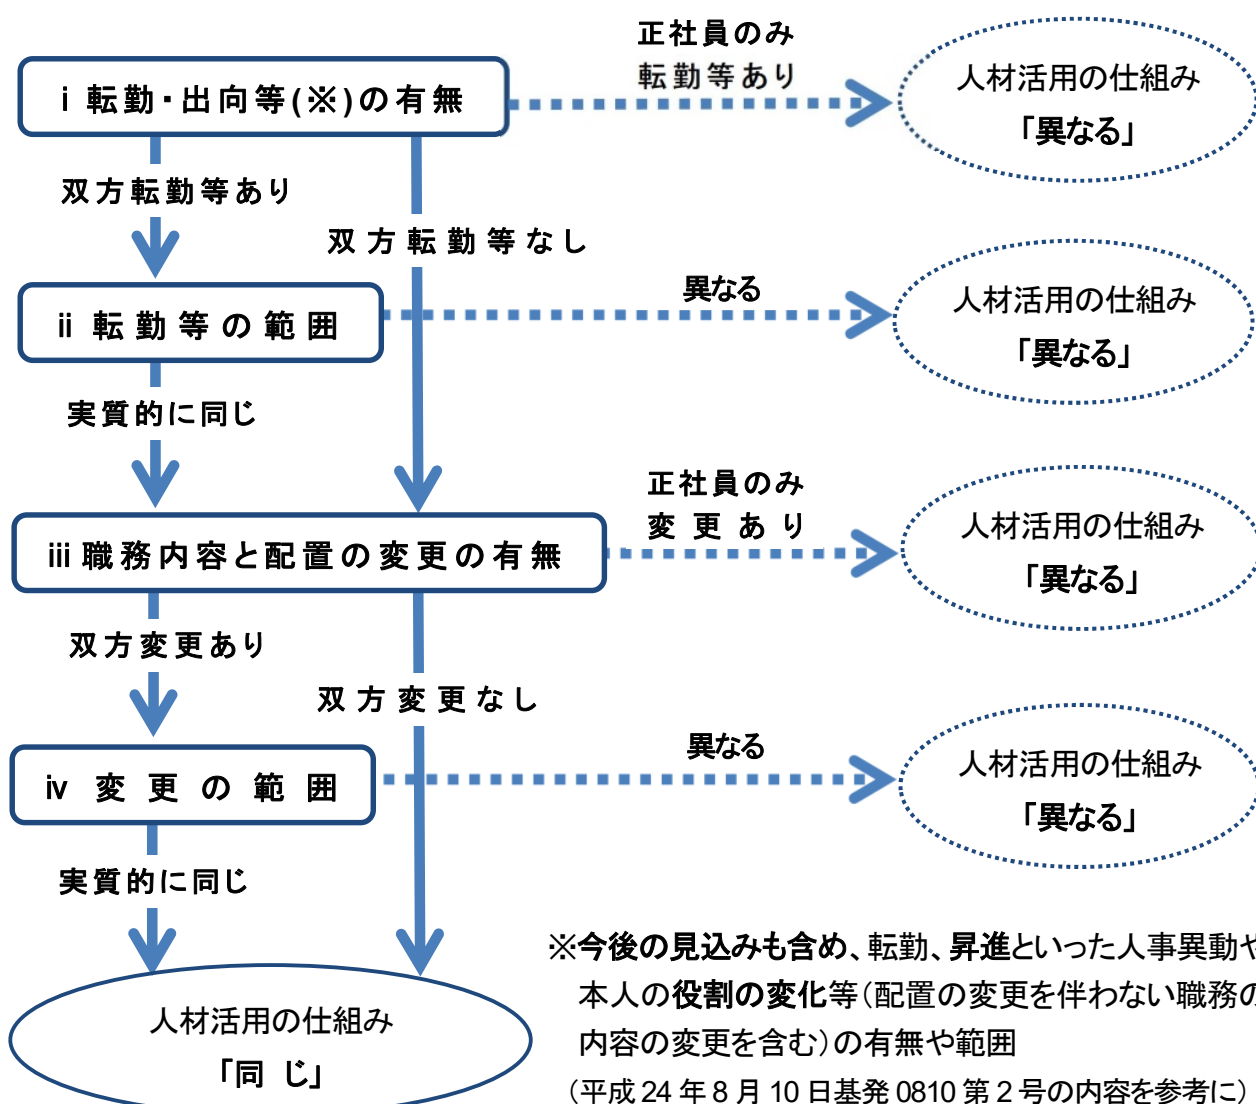 正社員のみ
転勤等あり
ⅰ 転勤・出向等(※)の有無
人材活用の仕組み
「異なる」
双方転勤等あり
双方転勤等なし
異なる
ⅱ 転勤等の範囲
人材活用の仕組み
「異なる」
実質的に同じ
正社員のみ
変更あり
ⅲ 職務内容と配置の変更の有無
人材活用の仕組み
「異なる」
双方変更あり
双方変更なし
異なる
ⅳ 変更の範囲
人材活用の仕組み
「異なる」
実質的に同じ
人材活用の仕組み
「同 じ」
※今後の見込みも含め、転勤、昇進といった人事異動や
本人の役割の変化等(配置の変更を伴わない職務の
内容の変更を含む)の有無や範囲
(平成 24 年 8 月 10 日基発 0810 第 2 号の内容を参考に)